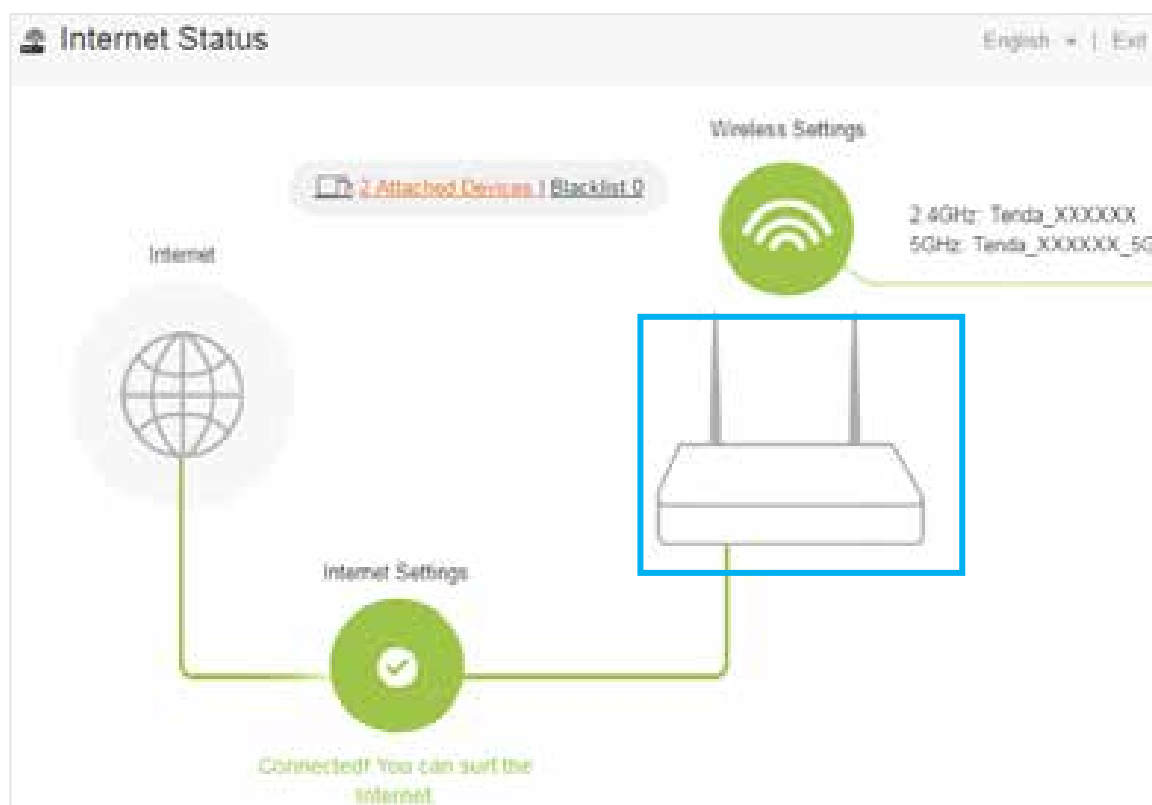 Internet Status
English | Exit
Wireless Settings
2 Attached Devices | Blacklist 0
2.4GHz: Tenda_XXXXXX
5GHz: Tenda_XXXXXX_5G
Internet
Internet Settings
Connected! You can surf the
Internet.